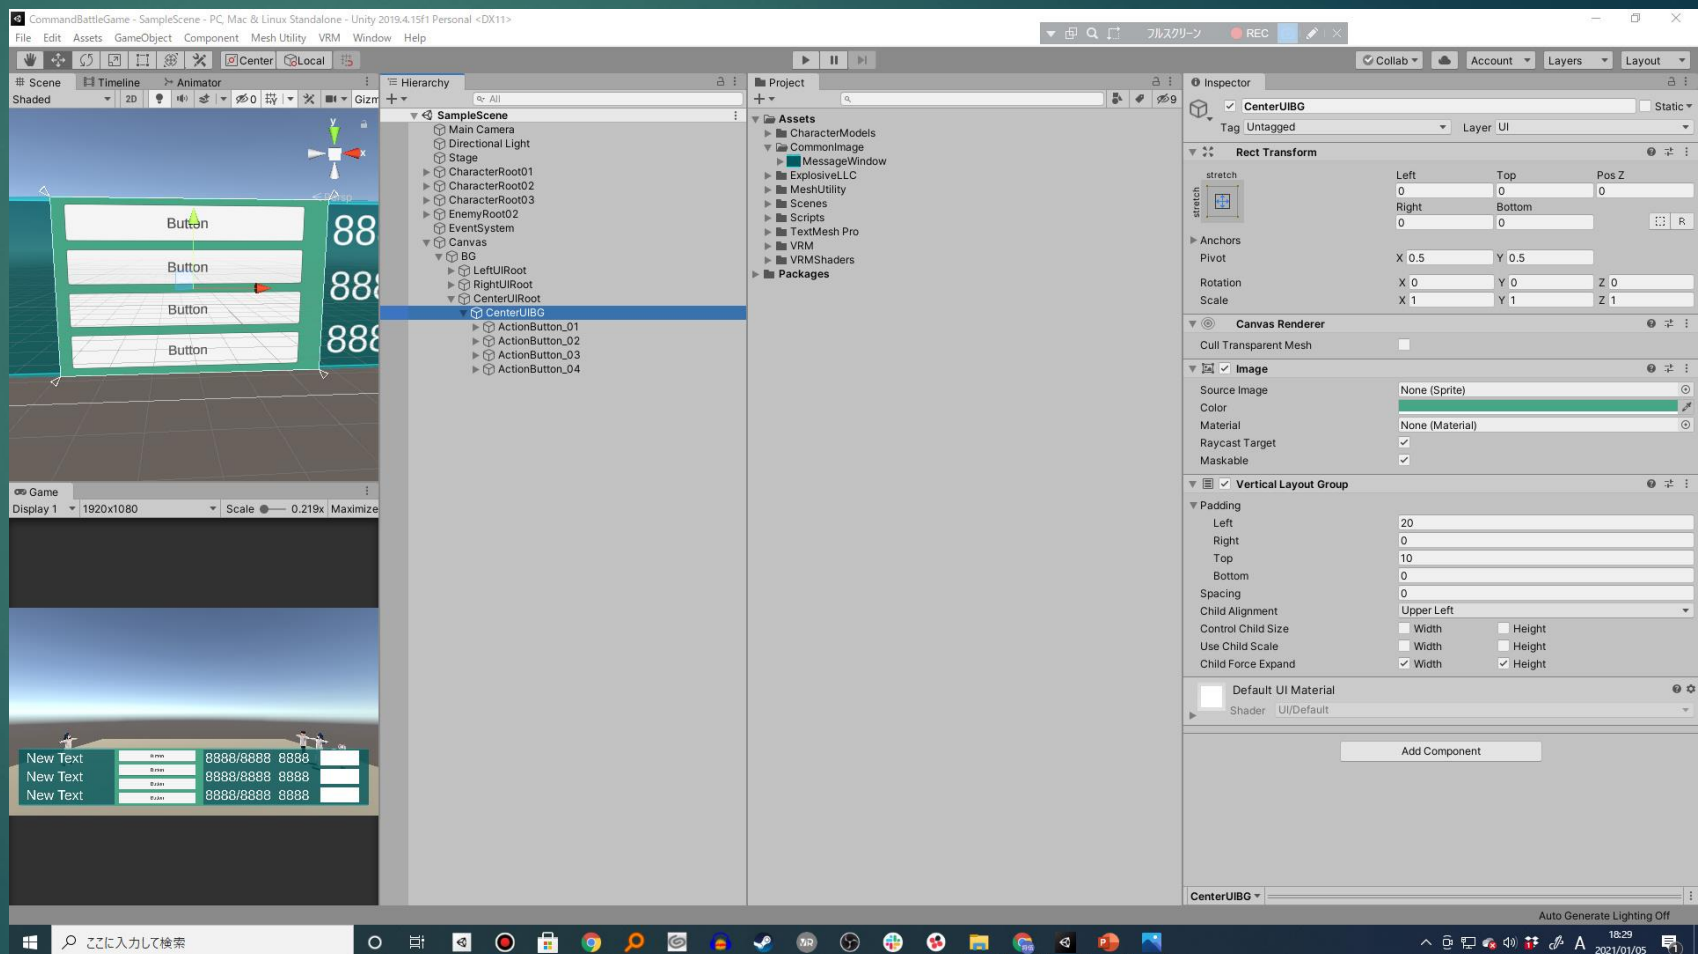 CommandBattleGame - SampleScene - PC, Mac & Linux Standalone - Unity 2019.4.15f1 Personal <DX11>
File Edit Assets GameObject Component Mesh Utility VRM Window Help
フルスクリーン REC
Center Local
Collab Account Layers Layout
Scene Timeline Animator
Shaded 2D 0 Gizm
y
x
Persp
Button
Button
Button
Button
88
888
888
Game
Display 1 1920x1080 Scale 0.219x Maximize
New Text Button 8888/8888 8888
New Text Button 8888/8888 8888
New Text Button 8888/8888 8888
Button
Hierarchy
All
SampleScene
Main Camera
Directional Light
Stage
CharacterRoot01
CharacterRoot02
CharacterRoot03
EnemyRoot02
EventSystem
Canvas
BG
LeftUIRoot
RightUIRoot
CenterUIRoot
CenterUIBG
ActionButton_01
ActionButton_02
ActionButton_03
ActionButton_04
Project
9
Assets
CharacterModels
CommonImage
MessageWindow
ExplosiveLLC
MeshUtility
Scenes
Scripts
TextMesh Pro
VRM
VRMShaders
Packages
Inspector
CenterUIBG Static
Tag Untagged Layer UI
Rect Transform
stretch Left Top Pos Z
stretch 0 0 0
Right Bottom
0 0 R
Anchors
Pivot X 0.5 Y 0.5
Rotation X 0 Y 0 Z 0
Scale X 1 Y 1 Z 1
Canvas Renderer
Cull Transparent Mesh
Image
Source Image None (Sprite)
Color
Material None (Material)
Raycast Target
Maskable
Vertical Layout Group
Padding
Left 20
Right 0
Top 10
Bottom 0
Spacing 0
Child Alignment Upper Left
Control Child Size Width Height
Use Child Scale Width Height
Child Force Expand Width Height
Default UI Material
Shader UI/Default
Add Component
CenterUIBG
Auto Generate Lighting Off
ここに入力して検索
A 18:29
2021/01/05